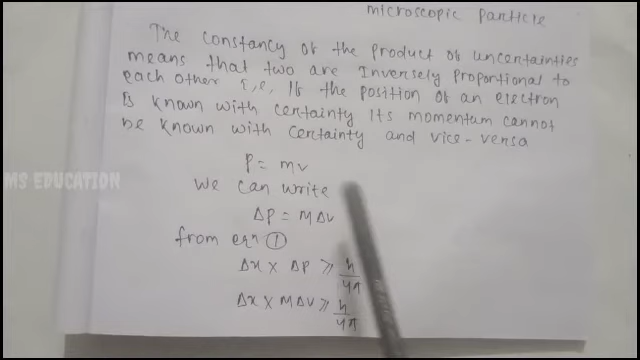 microscopic particle
The constancy of the product of uncertainties
means that two are Inversely proportional to
each other i,e, If the position of an electron
is known with certainty Its momentum cannot
be known with certainty and vice-versa
P = mv
MS EDUCATION
We can write
ΔP = MΔV
from eqⁿ ①
Δx × ΔP ⩾ h/4π
Δx × MΔV ⩾ h/4π